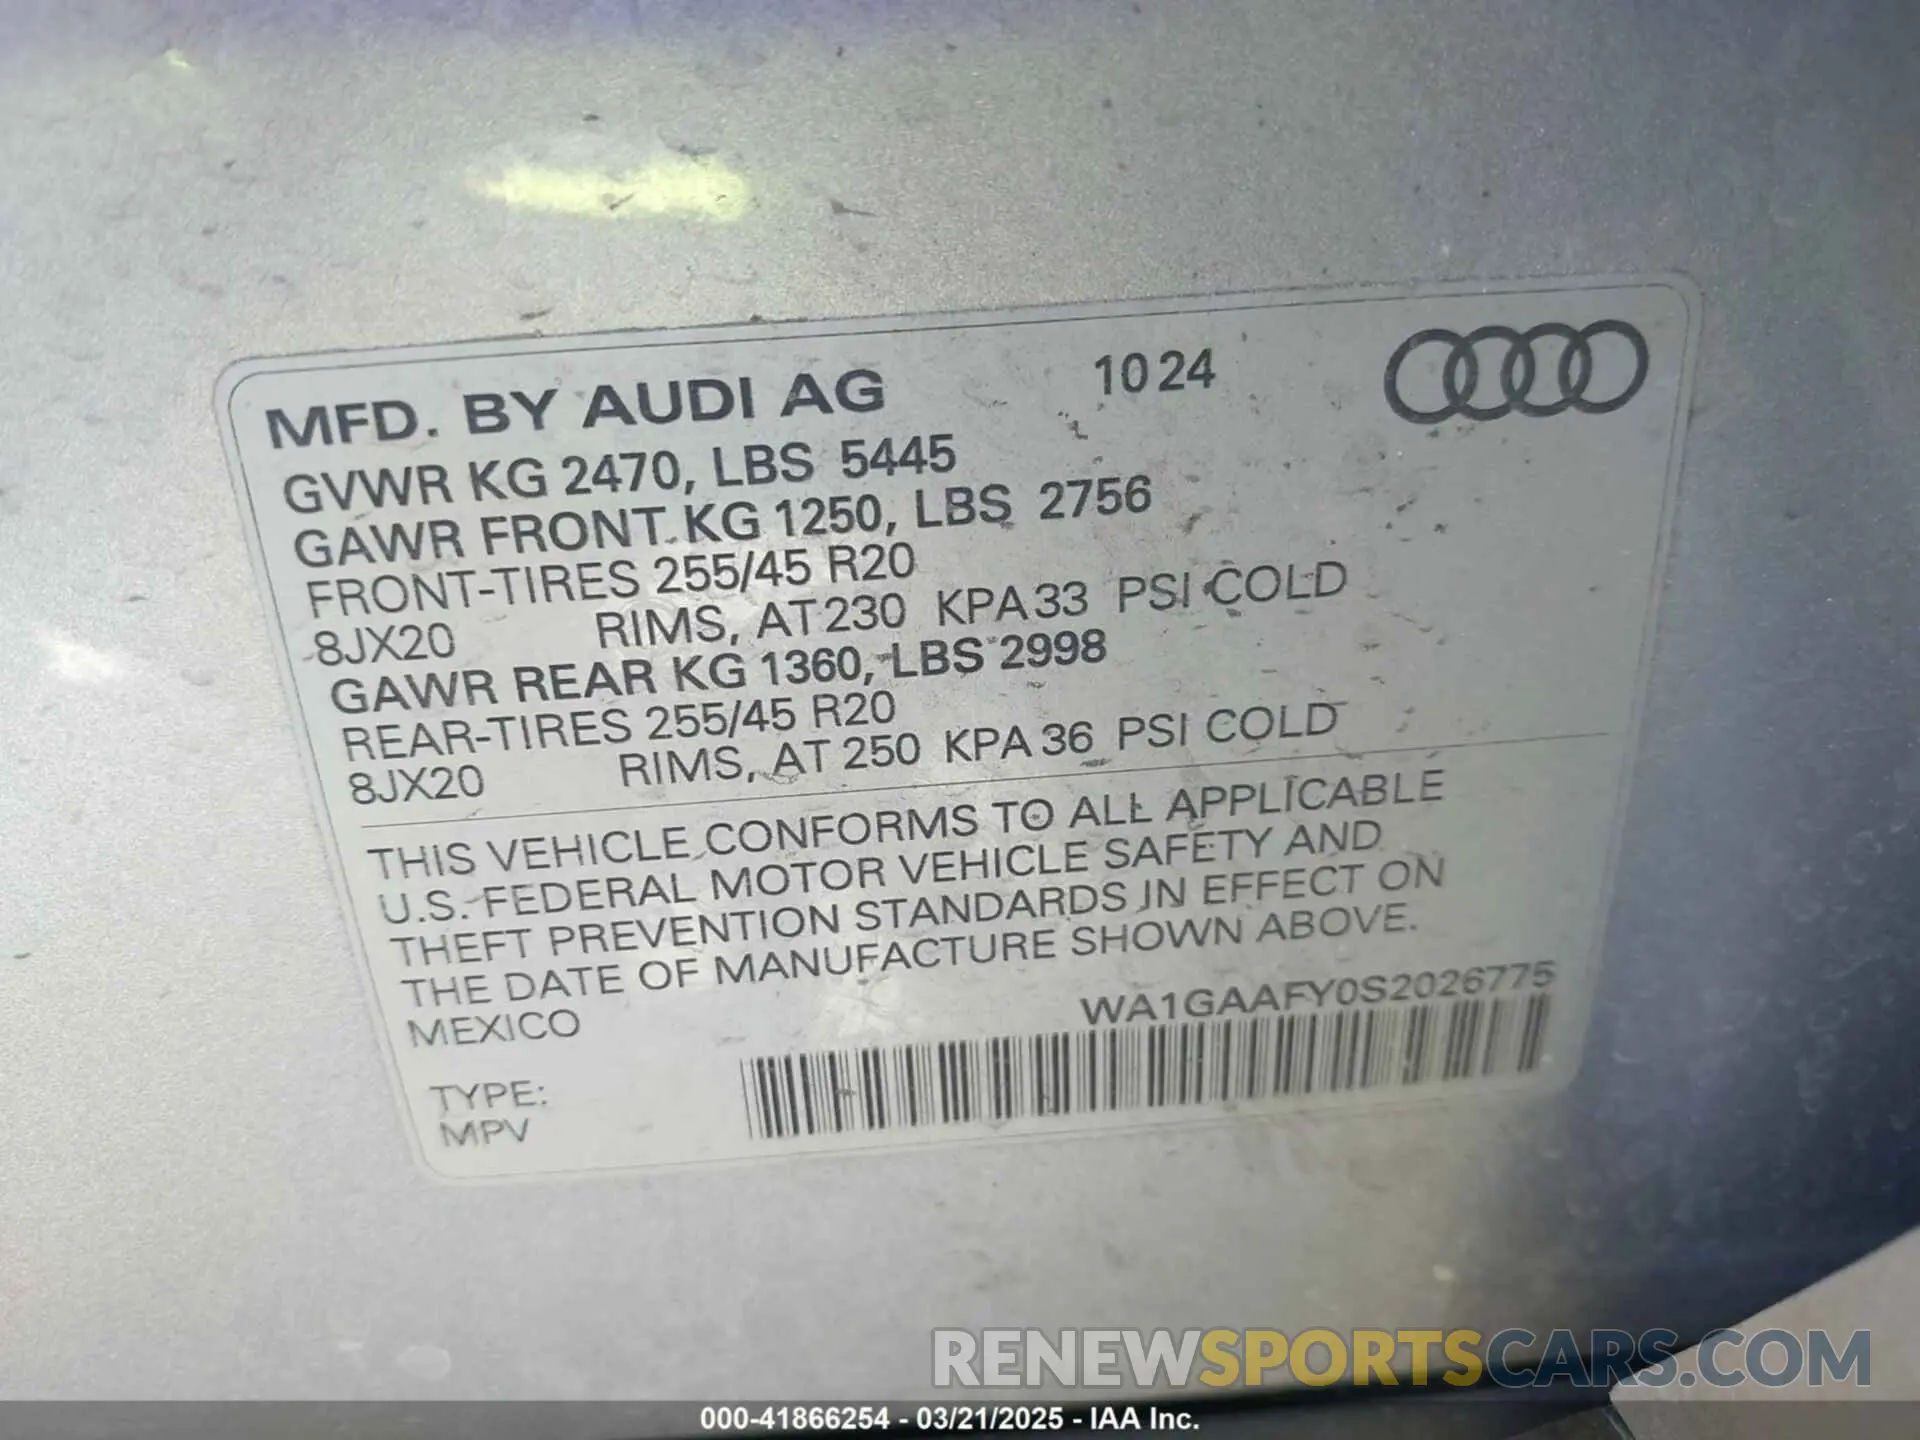 MFD. BY AUDI AG 10 24
GVWR KG 2470, LBS 5445
GAWR FRONT KG 1250, LBS 2756
FRONT-TIRES 255/45 R20
8JX20 RIMS, AT 230 KPA 33 PSI COLD
GAWR REAR KG 1360, LBS 2998
REAR-TIRES 255/45 R20
8JX20 RIMS, AT 250 KPA 36 PSI COLD
THIS VEHICLE CONFORMS TO ALL APPLICABLE
U.S. FEDERAL MOTOR VEHICLE SAFETY AND
THEFT PREVENTION STANDARDS IN EFFECT ON
THE DATE OF MANUFACTURE SHOWN ABOVE.
MEXICO WA1GAAFY0S2026775
TYPE:
MPV
RENEWSPORTSCARS.COM
000-41866254 - 03/21/2025 - IAA Inc.